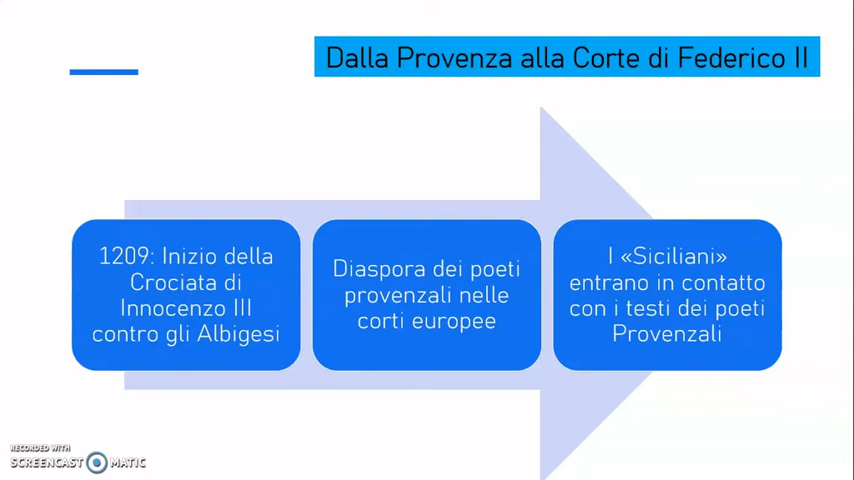 Dalla Provenza alla Corte di Federico II
1209: Inizio della
Crociata di
Innocenzo III
contro gli Albigesi
Diaspora dei poeti
provenzali nelle
corti europee
I «Siciliani»
entrano in contatto
con i testi dei poeti
Provenzali
RECORDED WITH
SCREENCAST MATIC